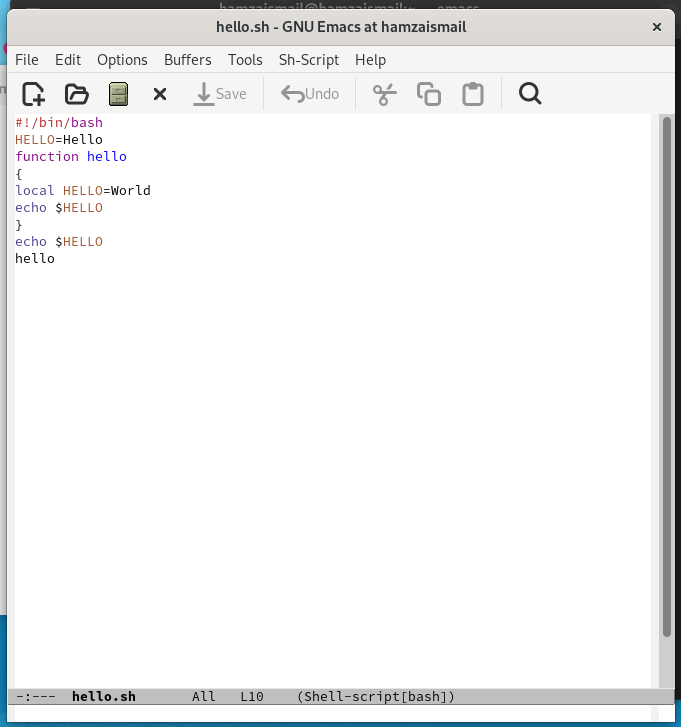 hello.sh - GNU Emacs at hamzaismail
File Edit Options Buffers Tools Sh-Script Help
Save Undo
#!/bin/bash
HELLO=Hello
function hello
{
local HELLO=World
echo $HELLO
}
echo $HELLO
hello
-:--- hello.sh All L10 (Shell-script[bash])